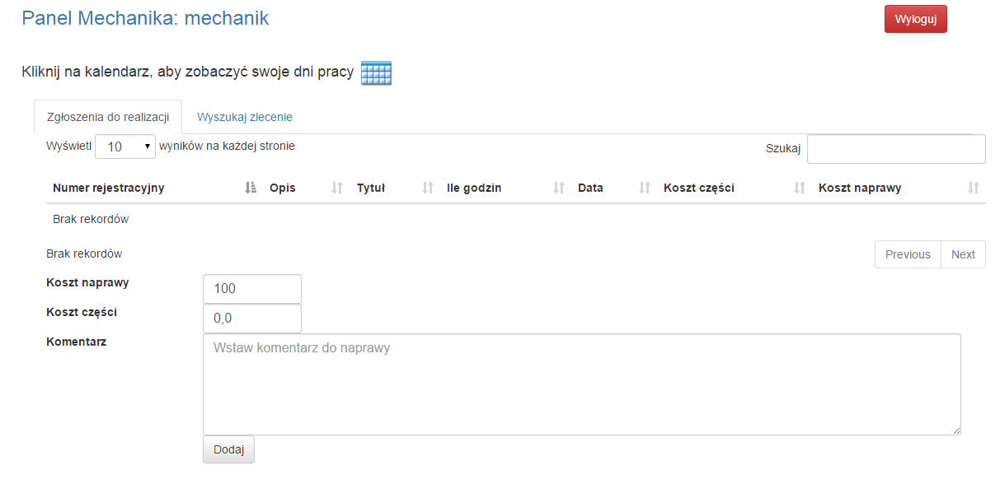 Panel Mechanika: mechanik
Wyloguj
Kliknij na kalendarz, aby zobaczyć swoje dni pracy
Zgłoszenia do realizacji Wyszukaj zlecenie
Wyświetl 10 wyników na każdej stronie Szukaj
Numer rejestracyjny Opis Tytuł Ile godzin Data Koszt części Koszt naprawy
Brak rekordów
Brak rekordów Previous Next
Koszt naprawy 100
Koszt części 0,0
Komentarz Wstaw komentarz do naprawy
Dodaj